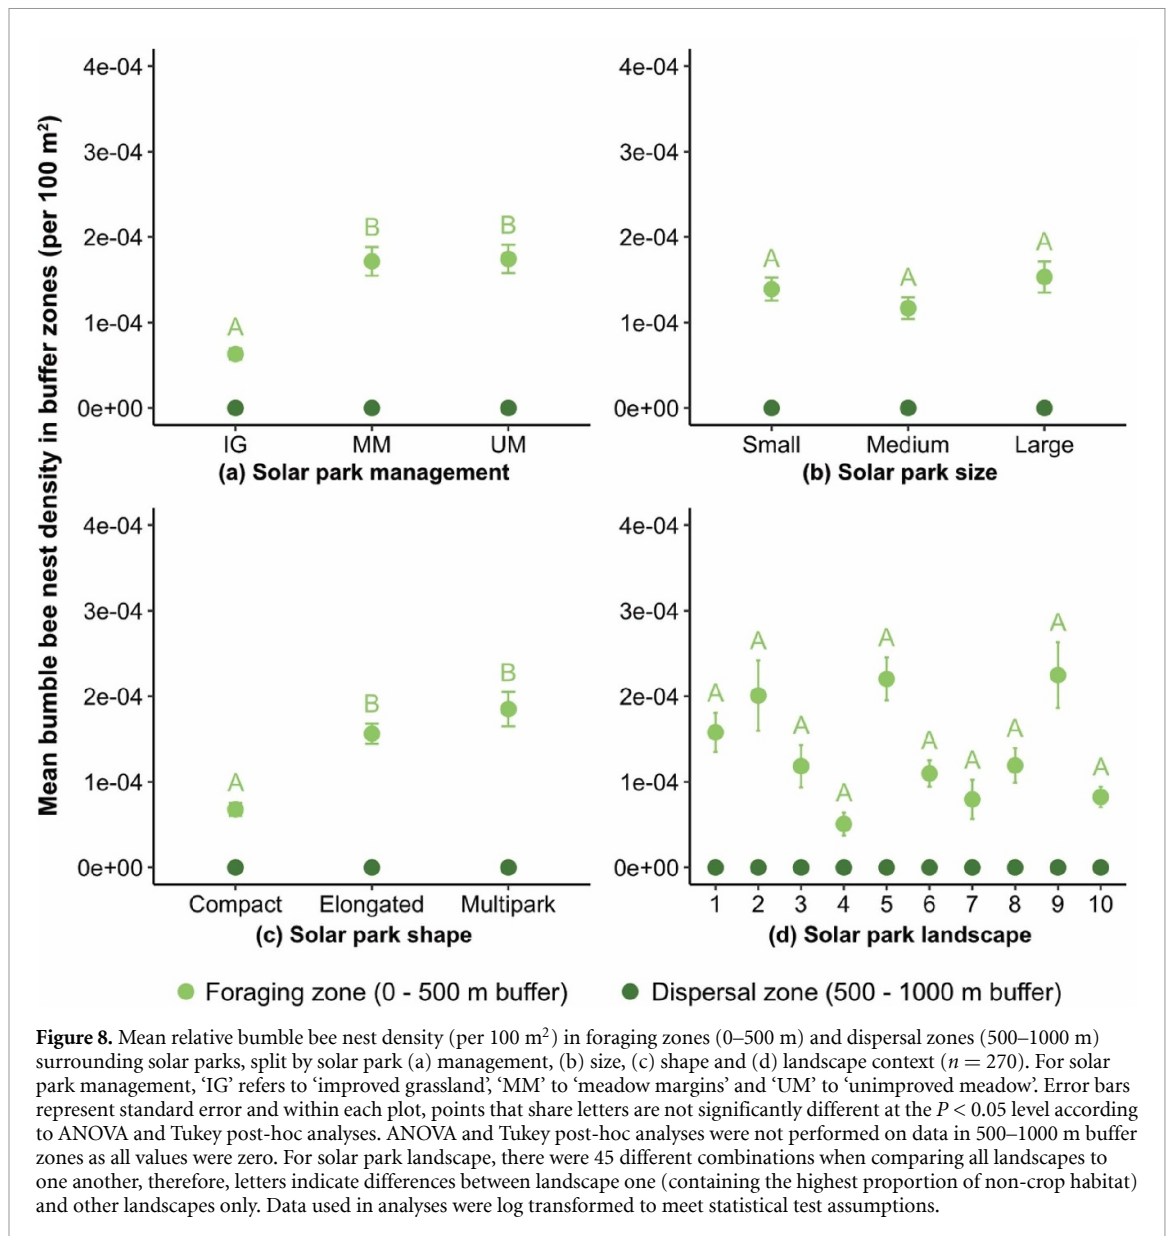 Mean bumble bee nest density in buffer zones (per 100 m²)
4e-04
3e-04
2e-04
1e-04
0e+00
A
B
B
IG MM UM
(a) Solar park management
4e-04
3e-04
2e-04
1e-04
0e+00
A
A
A
Small Medium Large
(b) Solar park size
4e-04
3e-04
2e-04
1e-04
0e+00
A
B
B
Compact Elongated Multipark
(c) Solar park shape
4e-04
3e-04
2e-04
1e-04
0e+00
A
A
A
A
A
A
A
A
A
A
1 2 3 4 5 6 7 8 9 10
(d) Solar park landscape
Foraging zone (0 - 500 m buffer) Dispersal zone (500 - 1000 m buffer)
Figure 8. Mean relative bumble bee nest density (per 100 m²) in foraging zones (0–500 m) and dispersal zones (500–1000 m)
surrounding solar parks, split by solar park (a) management, (b) size, (c) shape and (d) landscape context (n = 270). For solar
park management, ‘IG’ refers to ‘improved grassland’, ‘MM’ to ‘meadow margins’ and ‘UM’ to ‘unimproved meadow’. Error bars
represent standard error and within each plot, points that share letters are not significantly different at the P < 0.05 level according
to ANOVA and Tukey post-hoc analyses. ANOVA and Tukey post-hoc analyses were not performed on data in 500–1000 m buffer
zones as all values were zero. For solar park landscape, there were 45 different combinations when comparing all landscapes to
one another, therefore, letters indicate differences between landscape one (containing the highest proportion of non-crop habitat)
and other landscapes only. Data used in analyses were log transformed to meet statistical test assumptions.